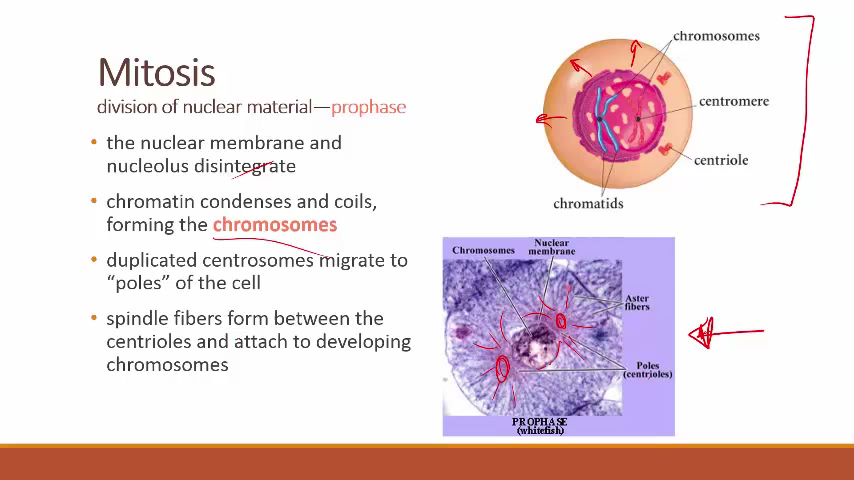 Mitosis
division of nuclear material—prophase
• the nuclear membrane and
nucleolus disintegrate
• chromatin condenses and coils,
forming the chromosomes
• duplicated centrosomes migrate to
“poles” of the cell
• spindle fibers form between the
centrioles and attach to developing
chromosomes
chromosomes
centromere
centriole
chromatids
Chromosomes
Nuclear
membrane
Aster
fibers
Poles
(centrioles)
PROPHASE
(whitefish)